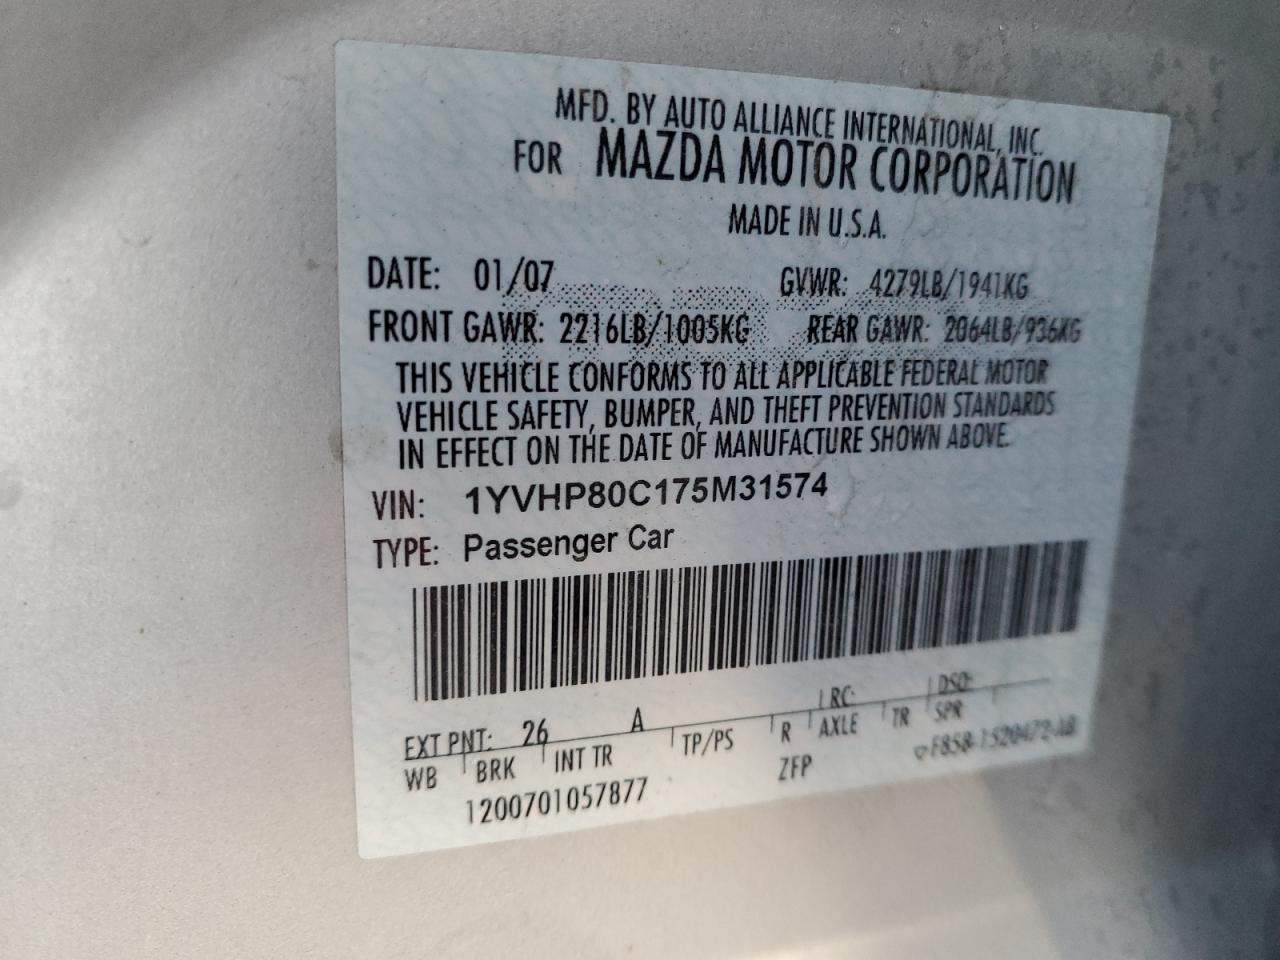 MFD. BY AUTO ALLIANCE INTERNATIONAL, INC.
FOR MAZDA MOTOR CORPORATION
MADE IN U.S.A.
DATE: 01/07 GVWR: 4279LB/1941KG
FRONT GAWR: 2216LB/1005KG REAR GAWR: 2064LB/936KG
THIS VEHICLE CONFORMS TO ALL APPLICABLE FEDERAL MOTOR
VEHICLE SAFETY, BUMPER, AND THEFT PREVENTION STANDARDS
IN EFFECT ON THE DATE OF MANUFACTURE SHOWN ABOVE.
VIN: 1YVHP80C175M31574
TYPE: Passenger Car
EXT PNT: 26 A RC: DSO:
WB BRK INT TR TP/PS R AXLE TR SPR
1200701057877 ZFP F858-1520472-AB